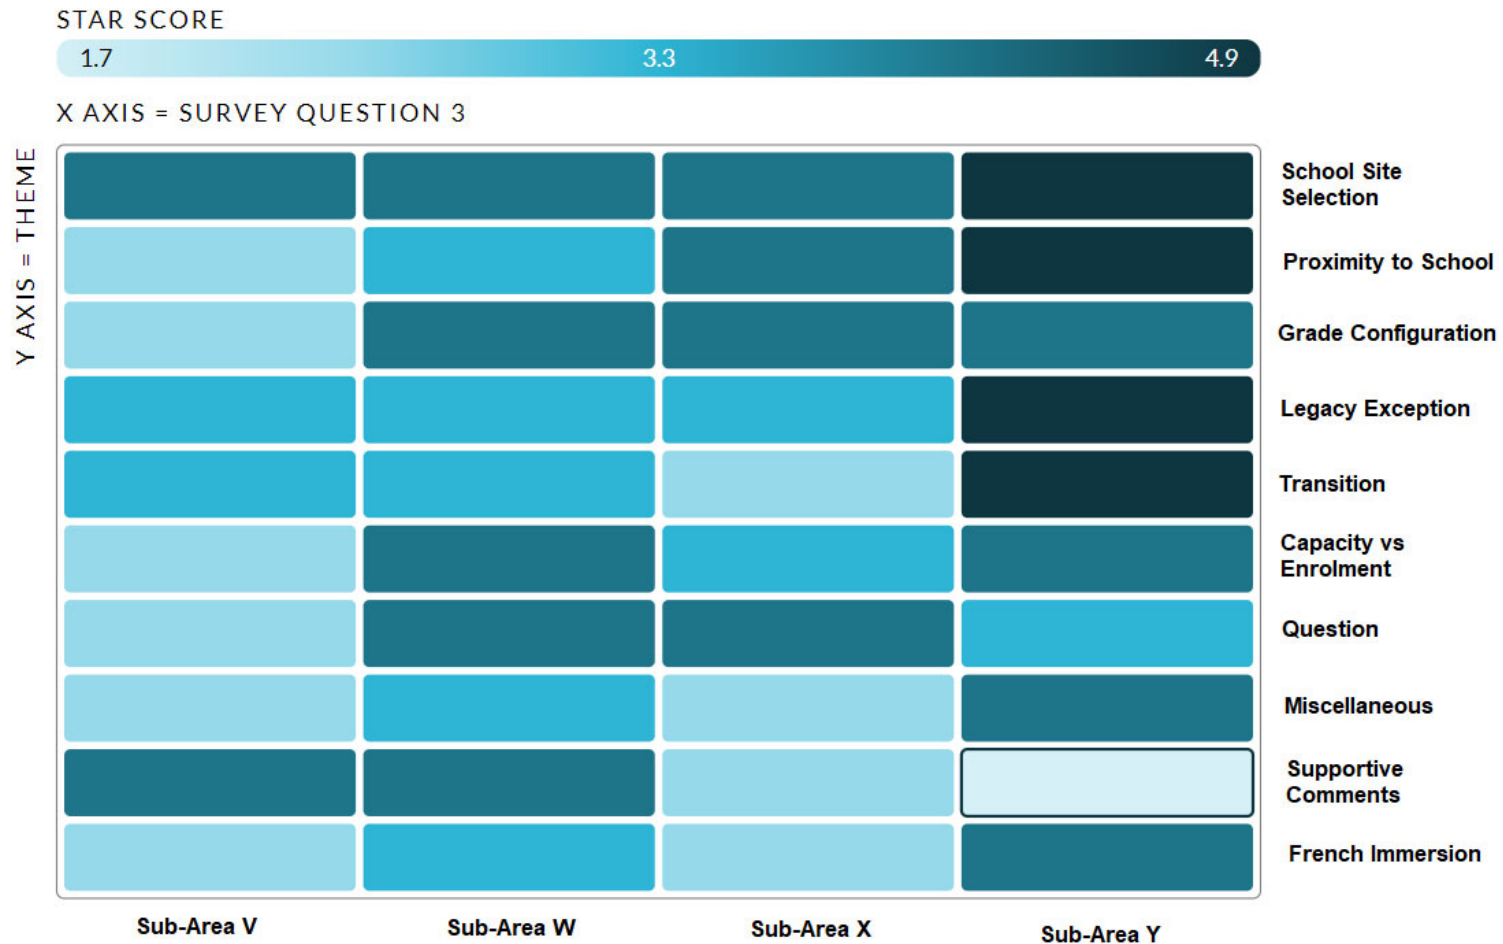 STAR SCORE
1.7 3.3 4.9
X AXIS = SURVEY QUESTION 3
Y AXIS = THEME
School Site
Selection
Proximity to School
Grade Configuration
Legacy Exception
Transition
Capacity vs
Enrolment
Question
Miscellaneous
Supportive
Comments
French Immersion
Sub-Area V Sub-Area W Sub-Area X Sub-Area Y